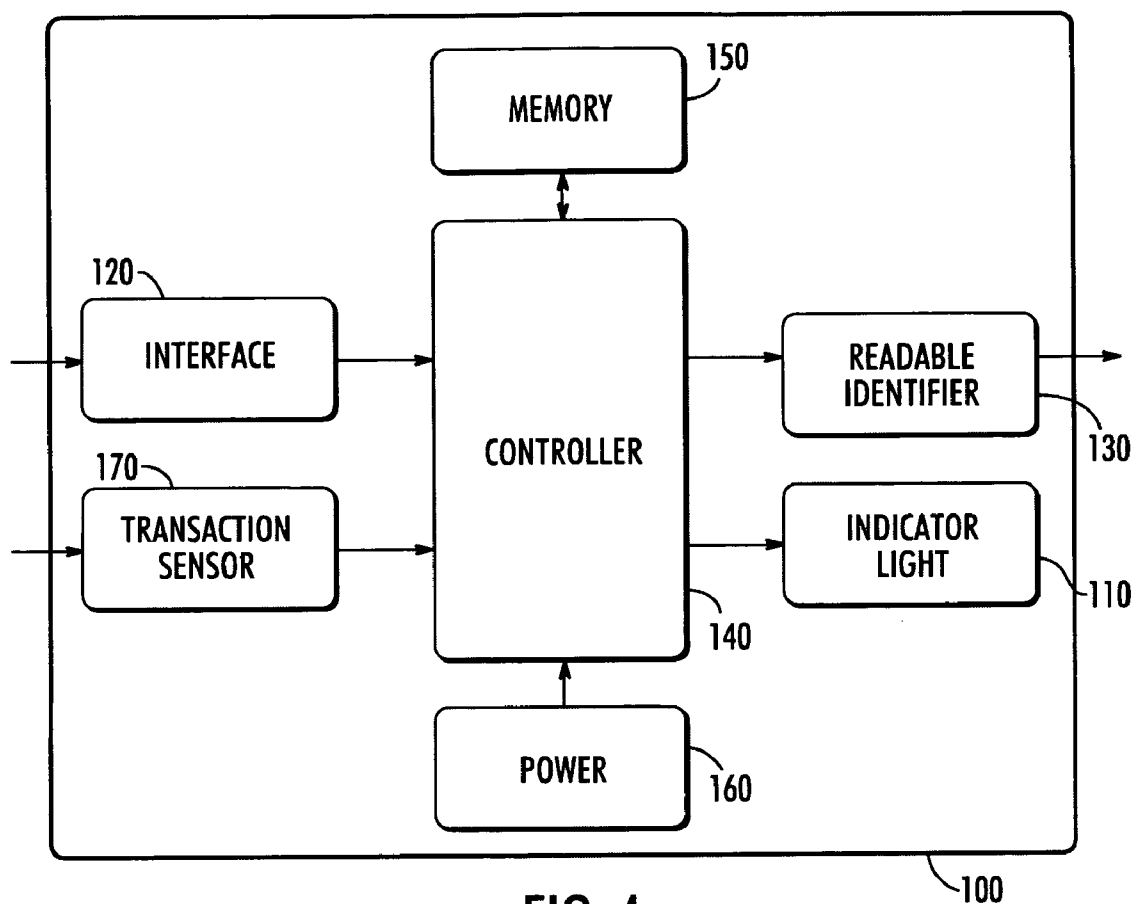 150
MEMORY
120
INTERFACE
READABLE
IDENTIFIER
130
CONTROLLER
170
TRANSACTION
SENSOR
INDICATOR
LIGHT
110
140
POWER
160
100